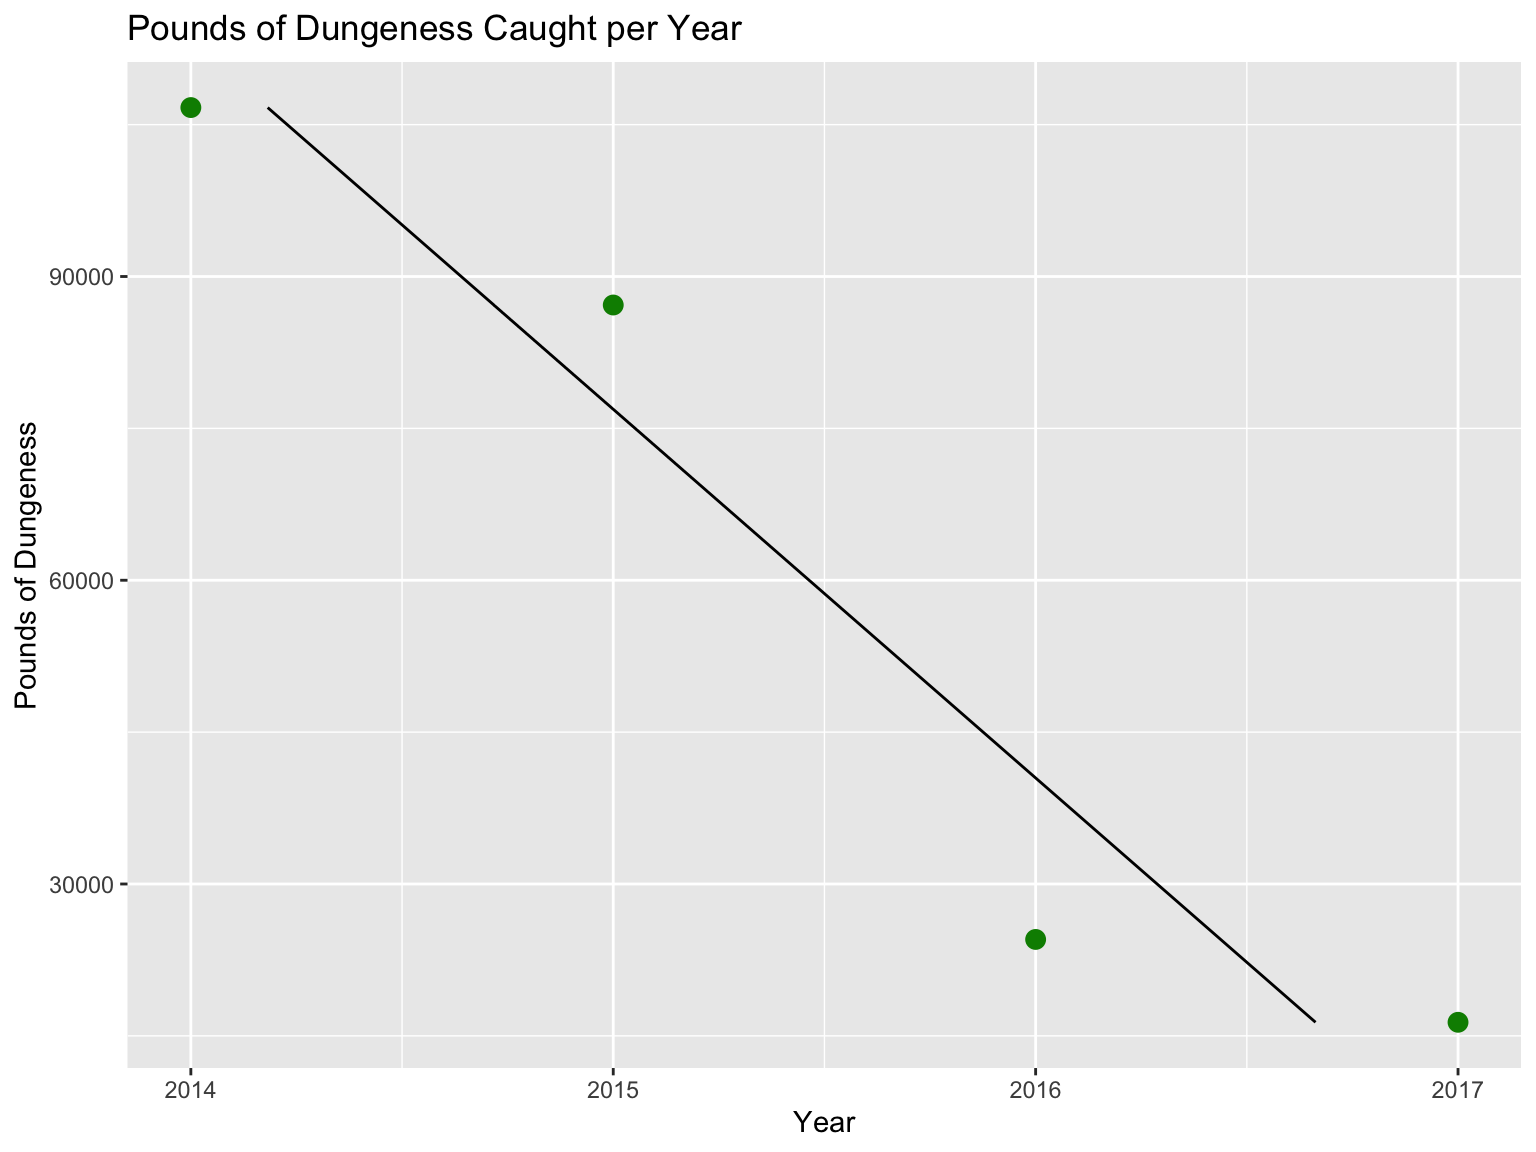 Pounds of Dungeness Caught per Year
Pounds of Dungeness
90000
60000
30000
2014 2015 2016 2017
Year